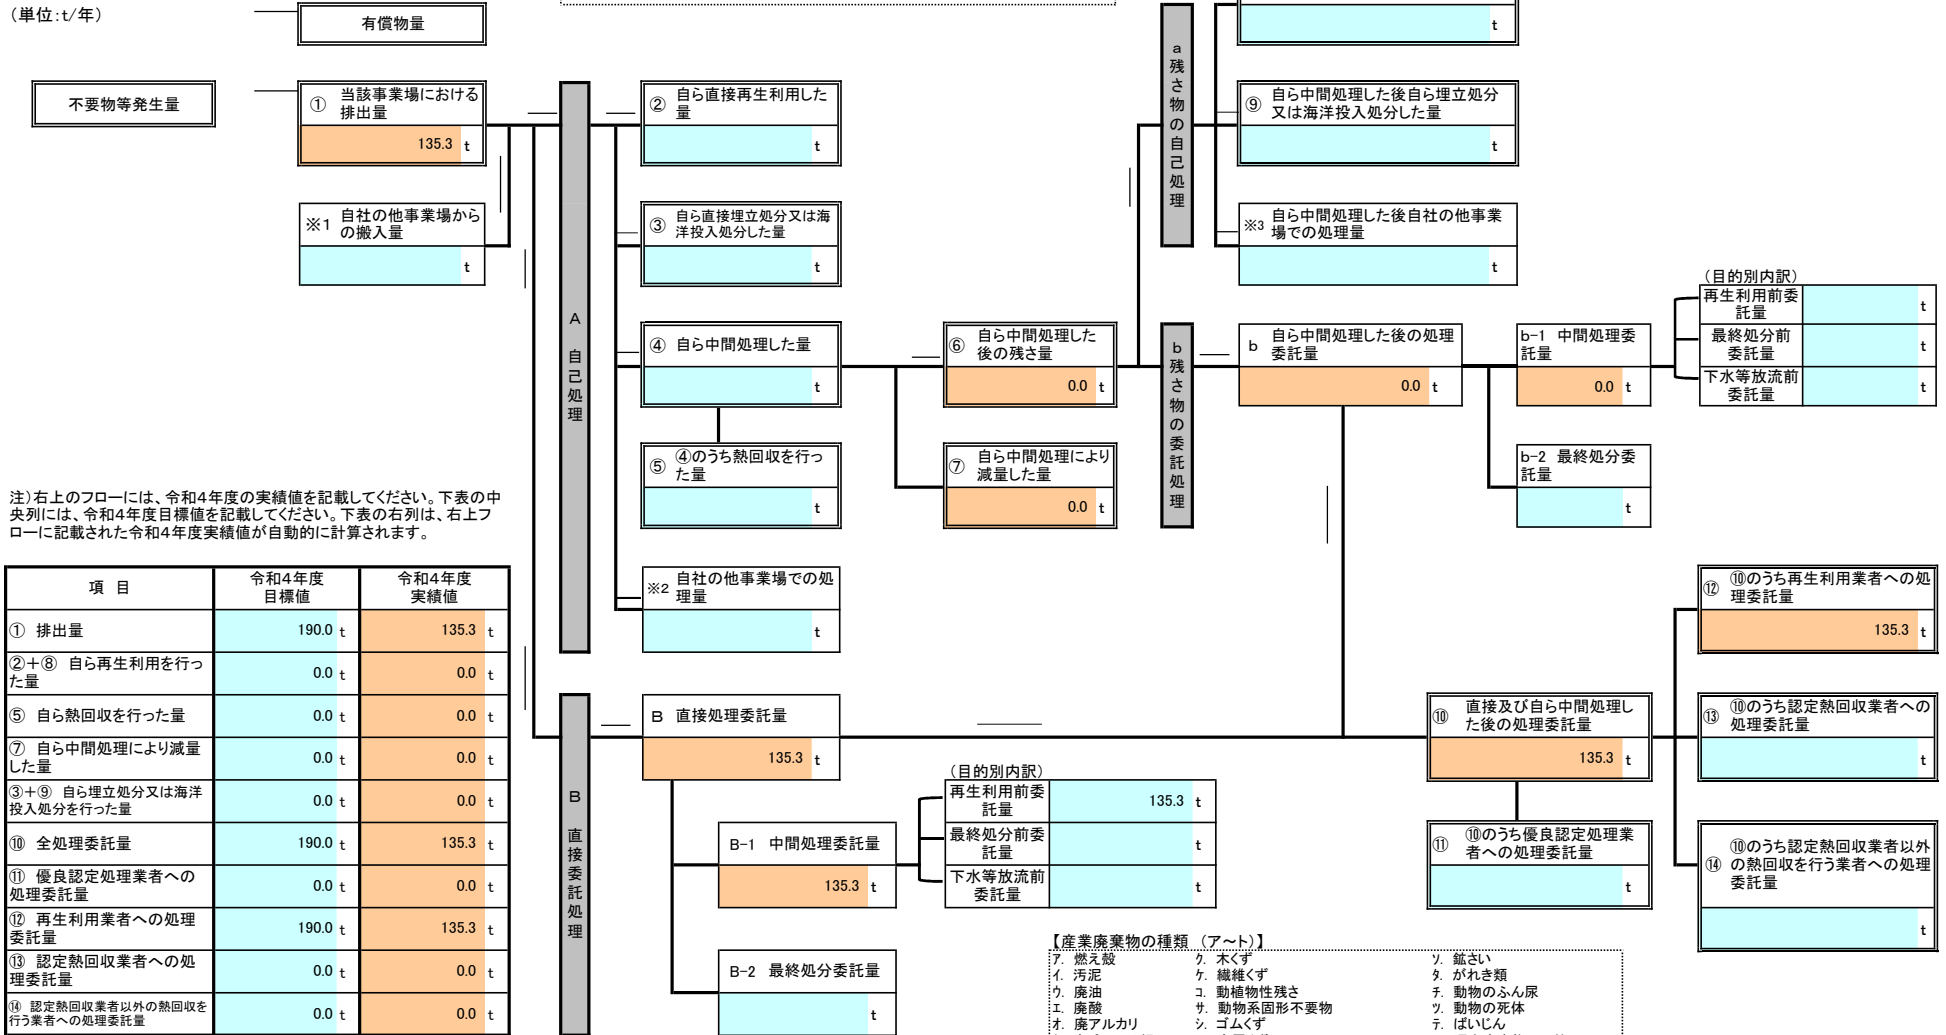 (単位:t/年)
有償物量
t
不要物等発生量
① 当該事業場における
排出量
135.3 t
※1 自社の他事業場から
の搬入量
t
A 自己処理
② 自ら直接再生利用した
量
t
③ 自ら直接埋立処分又は海
洋投入処分した量
t
④ 自ら中間処理した量
t
⑤ ④のうち熱回収を行っ
た量
t
※2 自社の他事業場での処
理量
t
⑥ 自ら中間処理した
後の残さ量
0.0 t
⑦ 自ら中間処理により
減量した量
0.0 t
a 残さ物の自己処理
⑨ 自ら中間処理した後自ら埋立処分
又は海洋投入処分した量
t
※3 自ら中間処理した後自社の他事業
場での処理量
t
b 残さ物の委託処理
b 自ら中間処理した後の処理
委託量
0.0 t
b-1 中間処理委
託量
0.0 t
b-2 最終処分委
託量
t
(目的別内訳)
再生利用前委
託量
t
最終処分前
委託量
t
下水等放流前
委託量
t
注)右上のフローには、令和4年度の実績値を記載してください。下表の中
央列には、令和4年度目標値を記載してください。下表の右列は、右上フ
ローに記載された令和4年度実績値が自動的に計算されます。
項 目 令和4年度 目標値 令和4年度 実績値
① 排出量 190.0 t 135.3 t
②+⑧ 自ら再生利用を行っ
た量 0.0 t 0.0 t
⑤ 自ら熱回収を行った量 0.0 t 0.0 t
⑦ 自ら中間処理により減量
した量 0.0 t 0.0 t
③+⑨ 自ら埋立処分又は海洋
投入処分を行った量 0.0 t 0.0 t
⑩ 全処理委託量 190.0 t 135.3 t
⑪ 優良認定処理業者への
処理委託量 0.0 t 0.0 t
⑫ 再生利用業者への処理
委託量 190.0 t 135.3 t
⑬ 認定熱回収業者への処
理委託量 0.0 t 0.0 t
⑭ 認定熱回収業者以外の熱回収を
行う業者への処理委託量 0.0 t 0.0 t
B 直接委託処理
B 直接処理委託量
135.3 t
B-1 中間処理委託量
135.3 t
B-2 最終処分委託量
t
(目的別内訳)
再生利用前委
託量
135.3 t
最終処分前委
託量
t
下水等放流前
委託量
t
⑩ 直接及び自ら中間処理し
た後の処理委託量
135.3 t
⑪ ⑩のうち優良認定処理業
者への処理委託量
t
⑫ ⑩のうち再生利用業者への処
理委託量
135.3 t
⑬ ⑩のうち認定熱回収業者への
処理委託量
t
⑭ ⑩のうち認定熱回収業者以外
の熱回収を行う業者への処理
委託量
t
【産業廃棄物の種類 (ア～ト)】
ア. 燃え殻 ク. 木くず ソ. 鉱さい
イ. 汚泥 ケ. 繊維くず タ. がれき類
ウ. 廃油 コ. 動植物性残さ チ. 動物のふん尿
エ. 廃酸 サ. 動物系固形不要物 ツ. 動物の死体
オ. 廃アルカリ シ. ゴムくず テ. ばいじん